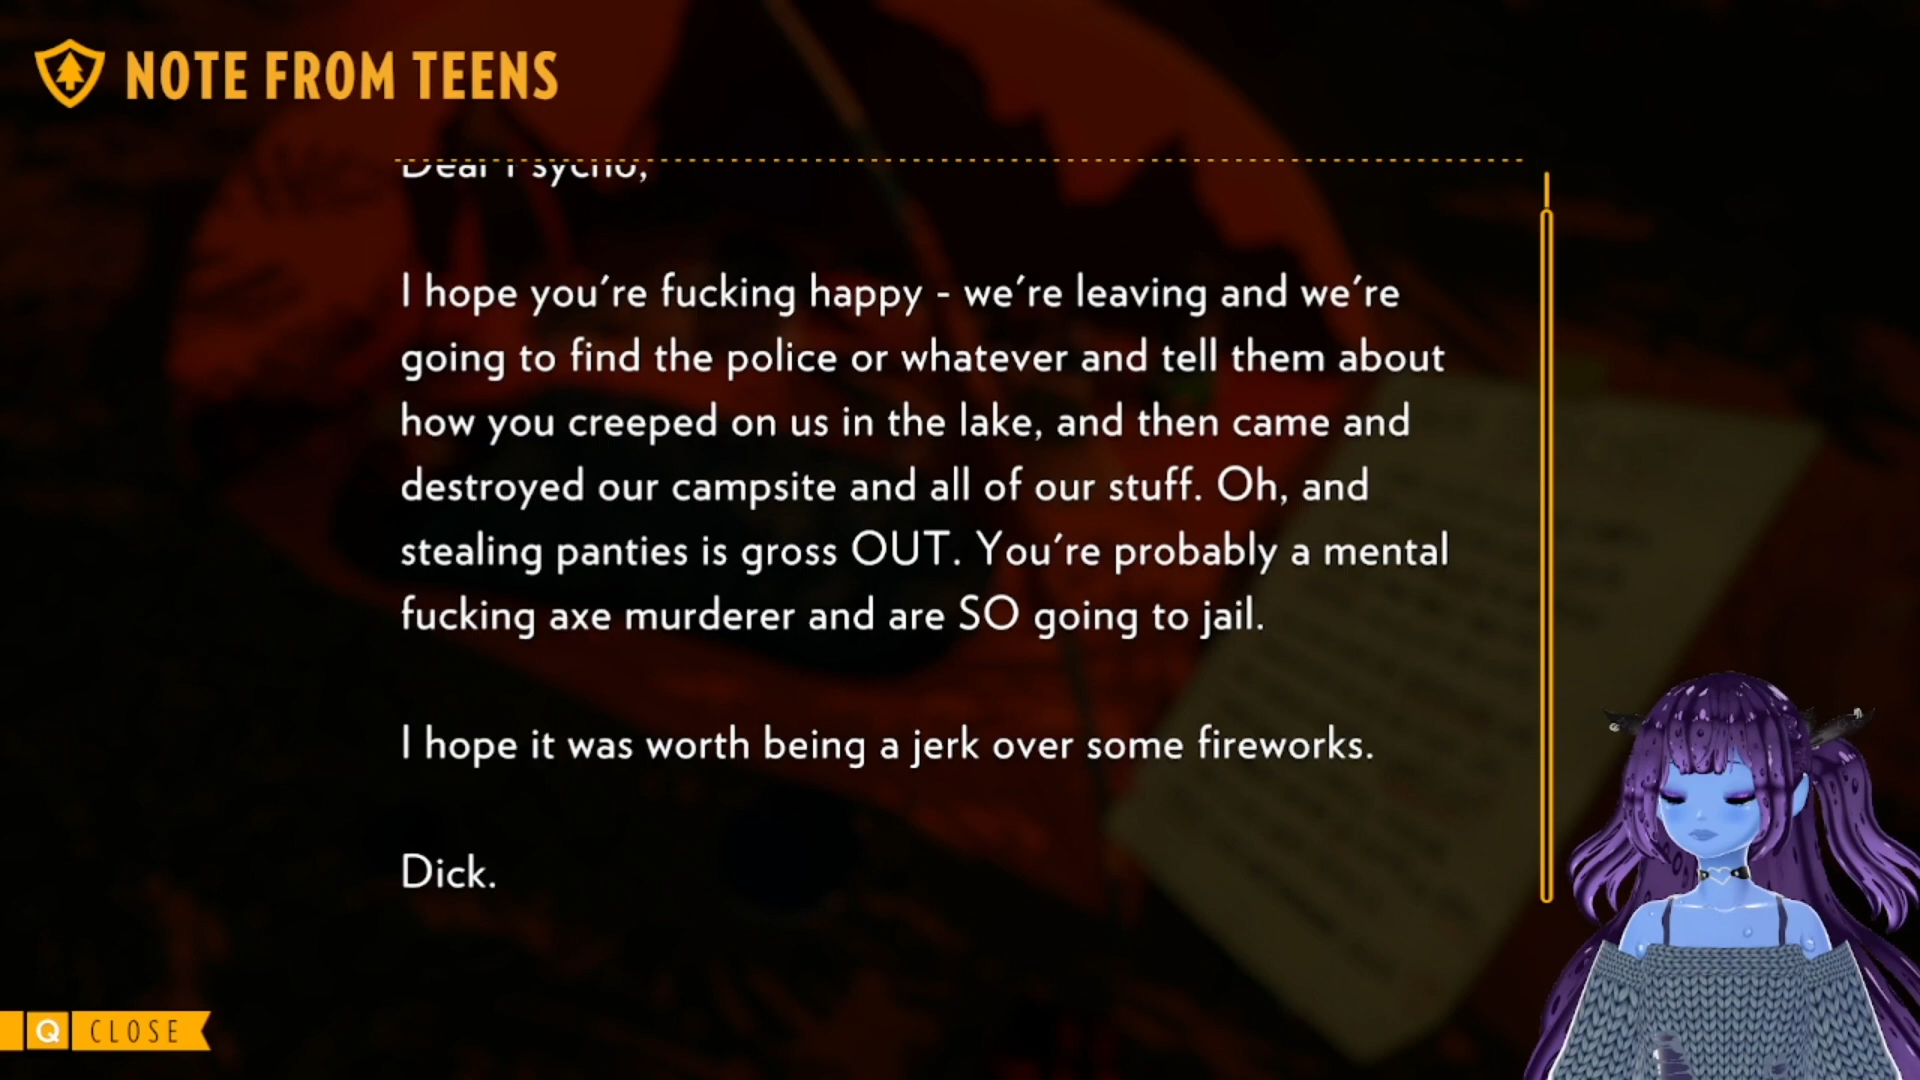 NOTE FROM TEENS
Dear Psycho,
I hope you're fucking happy - we're leaving and we're
going to find the police or whatever and tell them about
how you creeped on us in the lake, and then came and
destroyed our campsite and all of our stuff. Oh, and
stealing panties is gross OUT. You're probably a mental
fucking axe murderer and are SO going to jail.
I hope it was worth being a jerk over some fireworks.
Dick.
Q CLOSE